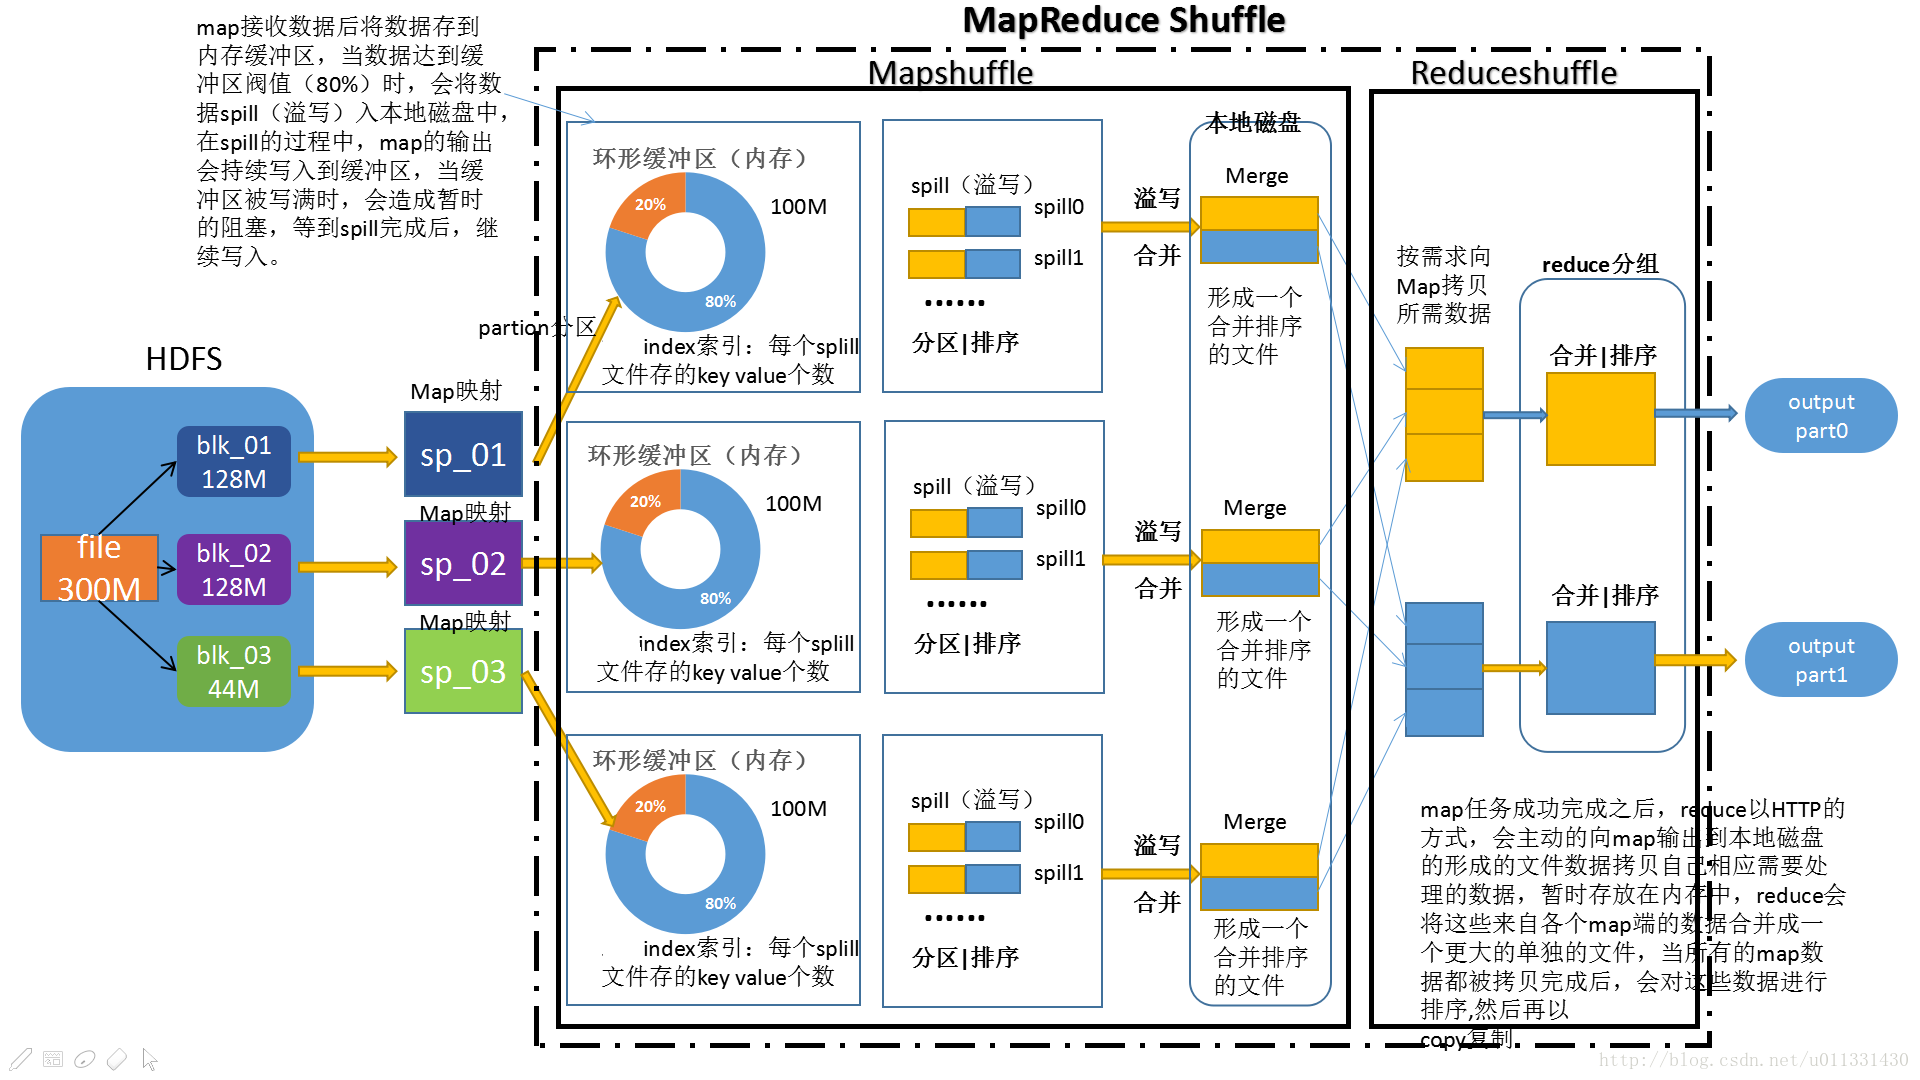 MapReduce Shuffle
map接收数据后将数据存到
内存缓冲区，当数据达到缓
冲区阀值（80%）时，会将数
据spill（溢写）入本地磁盘中，
在spill的过程中，map的输出
会持续写入到缓冲区，当缓
冲区被写满时，会造成暂时
的阻塞，等到spill完成后，继
续写入。
Mapshuffle
Reduceshuffle
HDFS
file
300M
blk_01
128M
blk_02
128M
blk_03
44M
Map映射
sp_01
Map映射
sp_02
Map映射
sp_03
partion分区
环形缓冲区（内存）
20%
100M
80%
index索引：每个splill
文件存的key value个数
spill（溢写）
spill0
spill1
······
分区|排序
溢写
合并
本地磁盘
Merge
形成一个
合并排序
的文件
环形缓冲区（内存）
20%
100M
80%
index索引：每个splill
文件存的key value个数
spill（溢写）
spill0
spill1
······
分区|排序
溢写
合并
Merge
形成一个
合并排序
的文件
环形缓冲区（内存）
20%
100M
80%
index索引：每个splill
文件存的key value个数
spill（溢写）
spill0
spill1
······
分区|排序
溢写
合并
Merge
形成一个
合并排序
的文件
按需求向
Map拷贝
所需数据
reduce分组
合并|排序
合并|排序
output
part0
output
part1
map任务成功完成之后，reduce以HTTP的
方式，会主动的向map输出到本地磁盘
的形成的文件数据拷贝自己相应需要处
理的数据，暂时存放在内存中，reduce会
将这些来自各个map端的数据合并成一
个更大的单独的文件，当所有的map数
据都被拷贝完成后，会对这些数据进行
排序,然后再以
copy复制
http://blog.csdn.net/u011331430